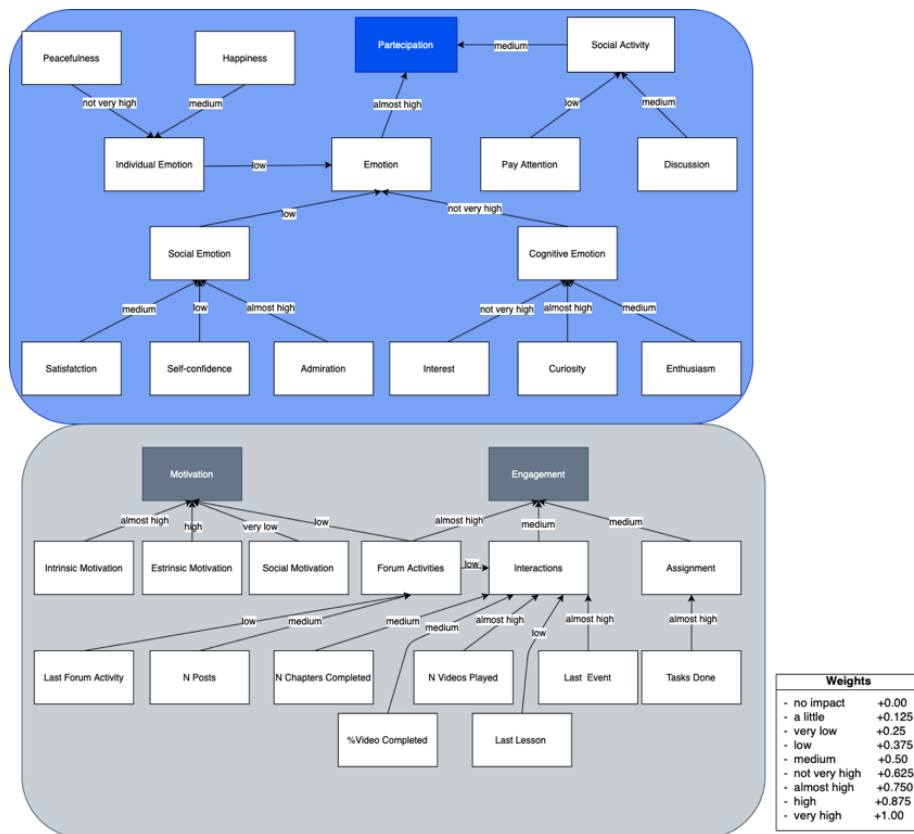 Partecipation
Social Activity
Peacefulness
Happiness
medium
not very high
medium
almost high
low
medium
Individual Emotion
low
Emotion
Pay Attention
Discussion
low
not very high
Social Emotion
Cognitive Emotion
medium
low
almost high
not very high
almost high
medium
Satisfatction
Self-confidence
Admiration
Interest
Curiosity
Enthusiasm
Motivation
Engagement
almost high
high
very low
low
almost high
medium
medium
Intrinsic Motivation
Estrinsic Motivation
Social Motivation
Forum Activities
low
Interactions
Assignment
low
medium
medium
medium
almost high
low
almost high
almost high
Last Forum Activity
N Posts
N Chapters Completed
N Videos Played
Last Event
Tasks Done
%Video Completed
Last Lesson
Weights
- no impact +0.00
- a little +0.125
- very low +0.25
- low +0.375
- medium +0.50
- not very high +0.625
- almost high +0.750
- high +0.875
- very high +1.00